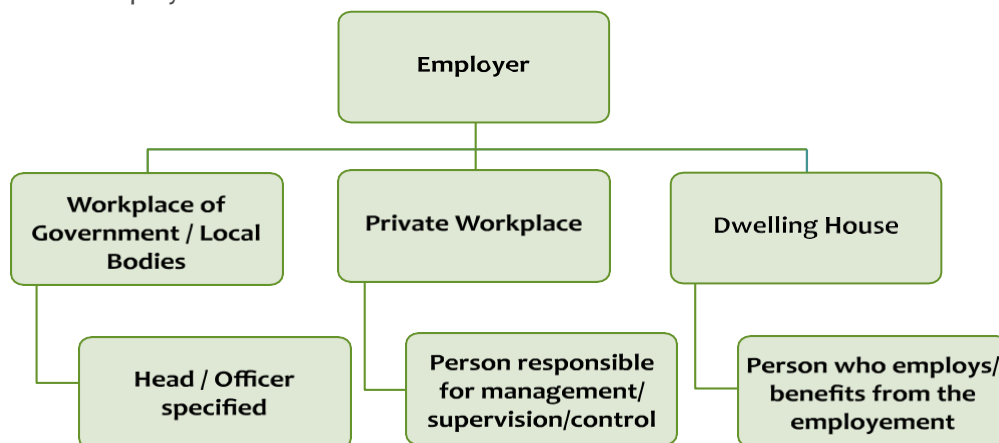 Employer
Workplace of
Government / Local
Bodies
Private Workplace
Dwelling House
Head / Officer
specified
Person responsible
for management/
supervision/control
Person who employs/
benefits from the
employement